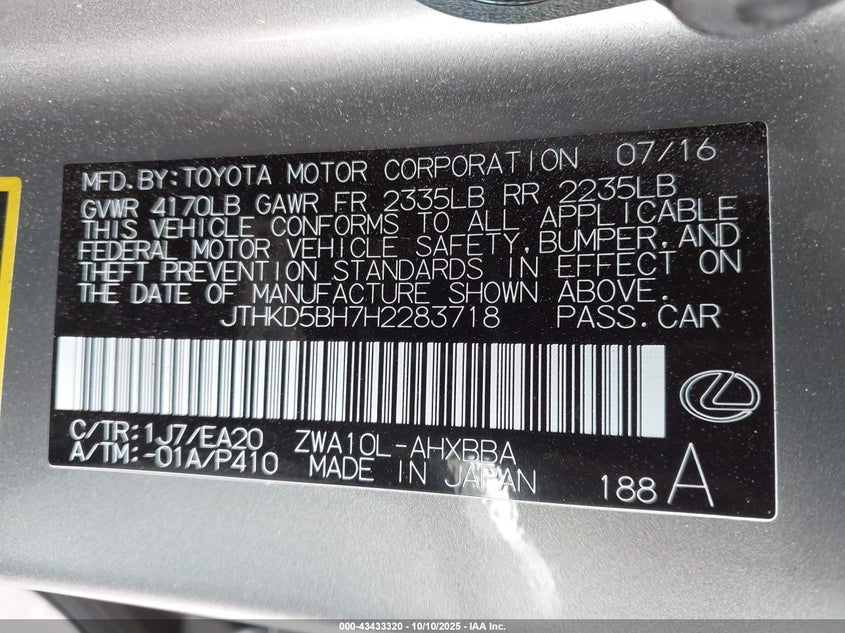 MFD. BY: TOYOTA MOTOR CORPORATION 07/16
GVWR 4170LB GAWR FR 2335LB RR 2235LB
THIS VEHICLE CONFORMS TO ALL APPLICABLE
FEDERAL MOTOR VEHICLE SAFETY, BUMPER, AND
THEFT PREVENTION STANDARDS IN EFFECT ON
THE DATE OF MANUFACTURE SHOWN ABOVE.
JTHKD5BH7H2283718 PASS. CAR
C/TR: 1J7/EA20 ZWA10L-AHXBBA
A/TM: -01A/P410 MADE IN JAPAN
188 A
000-43433320 - 10/10/2025 - IAA Inc.